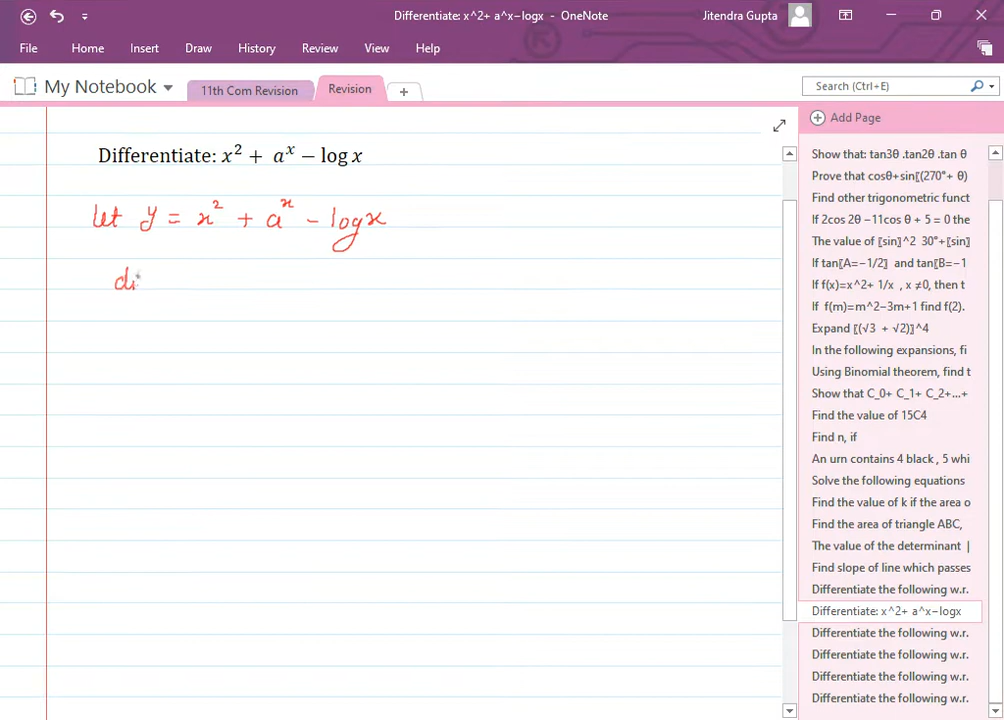 Differentiate: x^2+ a^x−logx - OneNote
Jitendra Gupta
File Home Insert Draw History Review View Help
My Notebook
11th Com Revision
Revision
Search (Ctrl+E)
Differentiate: x² + aˣ − log x
let y = x² + aˣ − logx
di
Add Page
Show that: tan3θ .tan2θ .tan θ
Prove that cosθ+sin〖(270°+ θ)
Find other trigonometric funct
If 2cos 2θ −11cos θ + 5 = 0 the
The value of 〖sin〗^2 30°+〖sin〗
If tan〖A=−1/2〗 and tan〖B=−1
If f(x)=x^2+ 1/x , x ≠0, then t
If f(m)=m^2−3m+1 find f(2).
Expand 〖(√3 + √2)〗^4
In the following expansions, fi
Using Binomial theorem, find t
Show that C_0+ C_1+ C_2+...+
Find the value of 15C4
Find n, if
An urn contains 4 black , 5 whi
Solve the following equations
Find the value of k if the area o
Find the area of triangle ABC,
The value of the determinant |
Find slope of line which passes
Differentiate the following w.r.
Differentiate: x^2+ a^x−logx
Differentiate the following w.r.
Differentiate the following w.r.
Differentiate the following w.r.
Differentiate the following w.r.